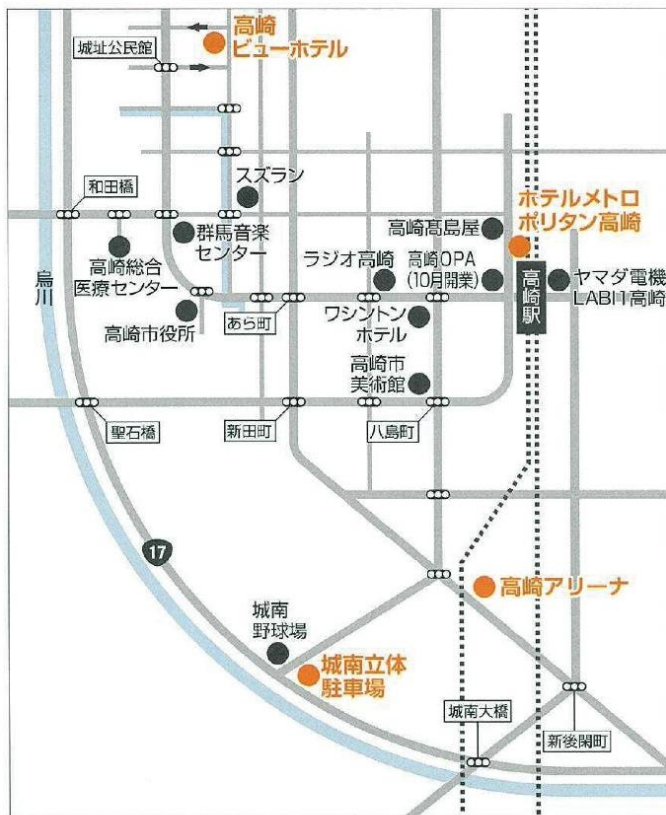 高崎
ビューホテル
城址公民館
スズラン
和田橋
ホテルメトロ
ポリタン高崎
高崎髙島屋
群馬音楽
センター
高崎総合
医療センター
ラジオ高崎
高崎OPA
(10月開業)
高崎駅
ヤマダ電機
LABI1高崎
烏川
高崎市役所
あら町
ワシントン
ホテル
高崎市
美術館
聖石橋
新田町
八島町
17
高崎アリーナ
城南
野球場
城南立体
駐車場
城南大橋
新後閑町